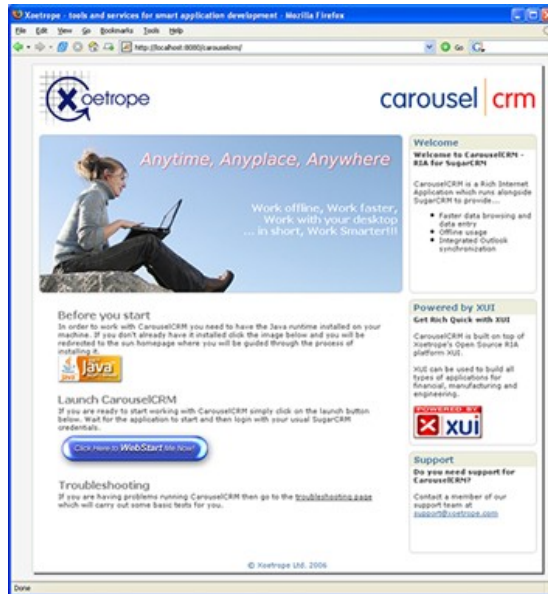 Xoetrope - tools and services for smart application development - Mozilla Firefox
File Edit View Go Bookmarks Tools Help
http://localhost:8080/carouselcrm/
Go
Xoetrope
carousel | crm
Anytime, Anyplace, Anywhere
Work offline, Work faster,
Work with your desktop
... in short, Work Smarter!!!
Welcome
Welcome to CarouselCRM -
RIA for SugarCRM
CarouselCRM is a Rich Internet
Application which runs alongside
SugarCRM to provide...
Faster data browsing and
data entry
Offline usage
Integrated Outlook
synchronization
Before you start
In order to work with CarouselCRM you need to have the Java runtime installed on your
machine. If you don't already have it installed click the image below and you will be
redirected to the sun homepage where you will be guided through the process of
installing it.
Java
Launch CarouselCRM
If you are ready to start working with CarouselCRM simply click on the launch button
below. Wait for the application to start and then login with your usual SugarCRM
credentials.
Click Here to WebStart Me Now!
Troubleshooting
If you are having problems running CarouselCRM then go to the troubleshooting page
which will carry out some basic tests for you.
Powered by XUI
Get Rich Quick with XUI
CarouselCRM is built on top of
Xoetrope's Open Source RIA
platform XUI.
XUI can be used to build all
types of applications for
financial, manufacturing and
engineering.
POWERED BY
XUI
Support
Do you need support for
CarouselCRM?
Contact a member of our
support team at
support@xoetrope.com
© Xoetrope Ltd. 2006
Done